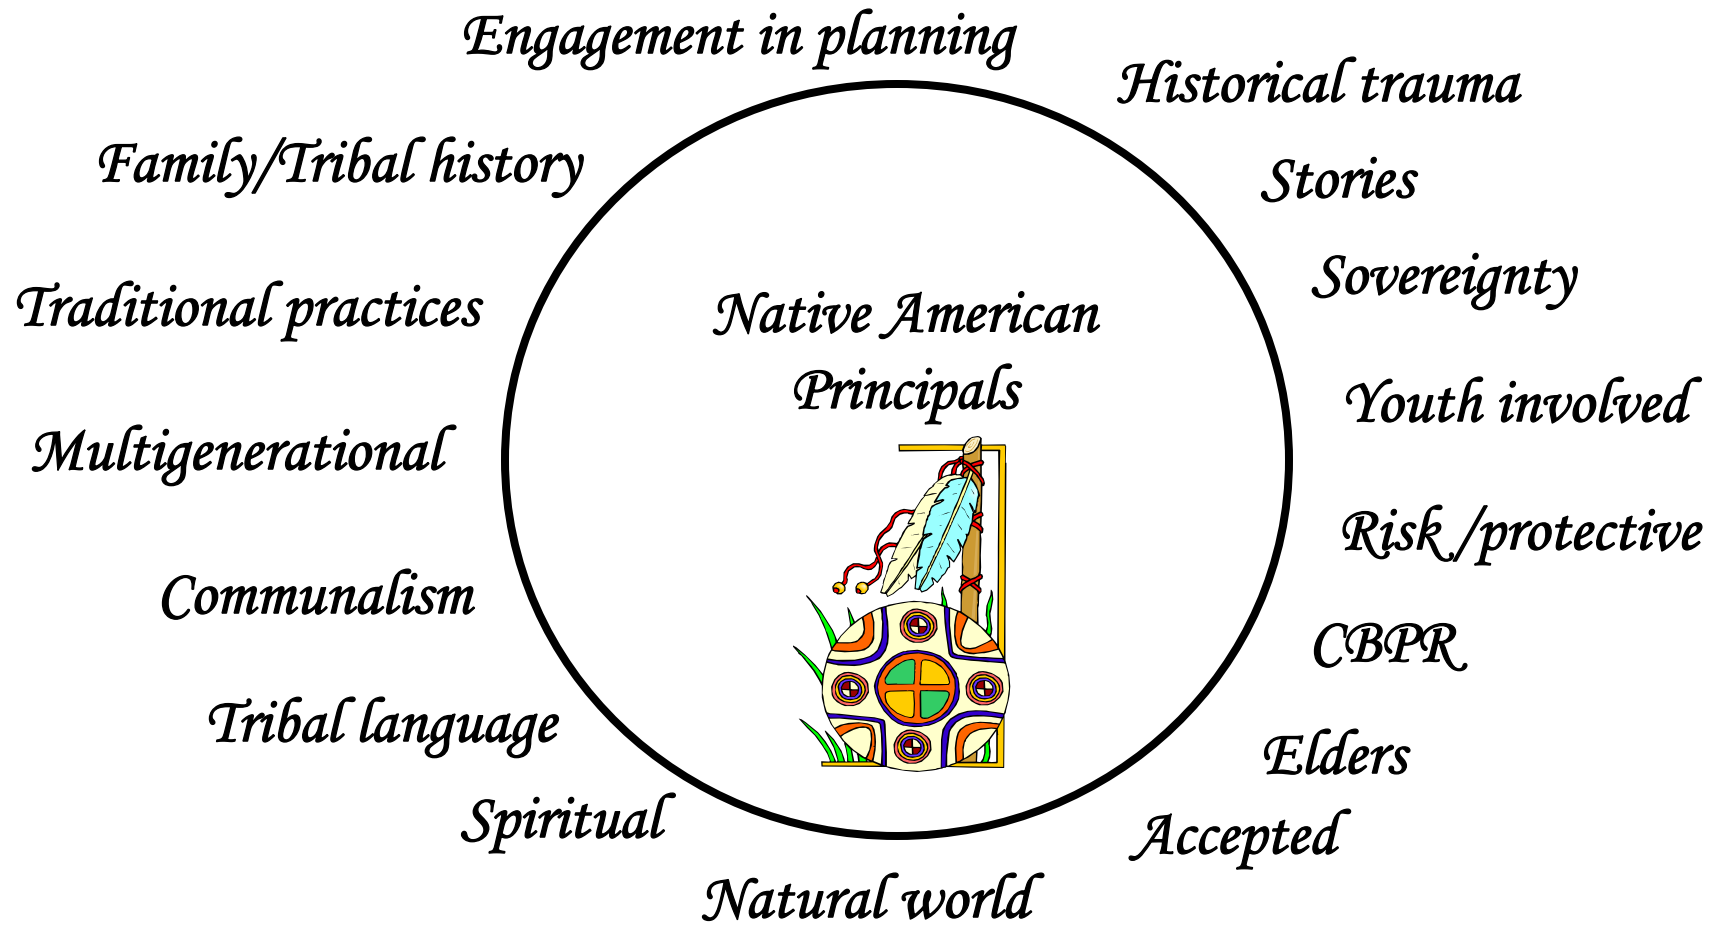 Engagement in planning
Historical trauma
Family/Tribal history
Stories
Sovereignty
Traditional practices
Native American
Principals
Youth involved
Multigenerational
Risk /protective
Communalism
CBPR
Tribal language
Elders
Spiritual
Accepted
Natural world